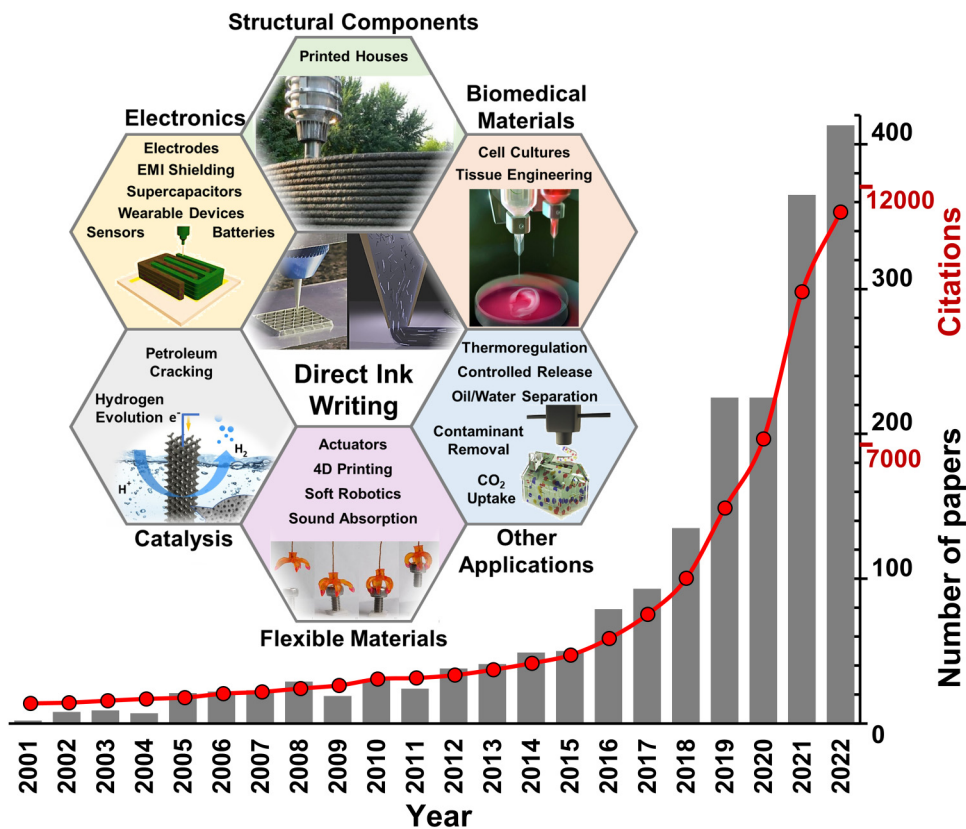 Structural Components
Printed Houses
Electronics
Electrodes
EMI Shielding
Supercapacitors
Wearable Devices
Sensors
Batteries
Biomedical
Materials
Cell Cultures
Tissue Engineering
Petroleum
Cracking
Hydrogen
Evolution e⁻
H₂
H⁺
Catalysis
Direct Ink
Writing
Thermoregulation
Controlled Release
Oil/Water Separation
Contaminant
Removal
CO₂
Uptake
Other
Applications
Actuators
4D Printing
Soft Robotics
Sound Absorption
Flexible Materials
400
12000
300
200
7000
100
0
Citations
Number of papers
2001
2002
2003
2004
2005
2006
2007
2008
2009
2010
2011
2012
2013
2014
2015
2016
2017
2018
2019
2020
2021
2022
Year